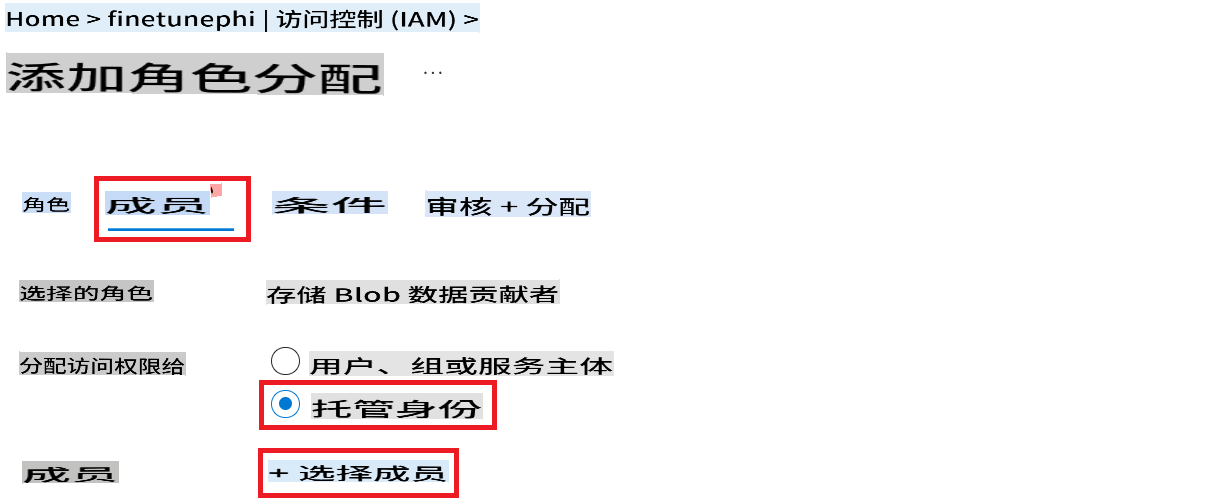 Home > finetunephi | 访问控制 (IAM) >
添加角色分配 ...
角色 成员 条件 审核 + 分配
选择的角色 存储 Blob 数据贡献者
分配访问权限给 用户、组或服务主体
托管身份
成员 + 选择成员